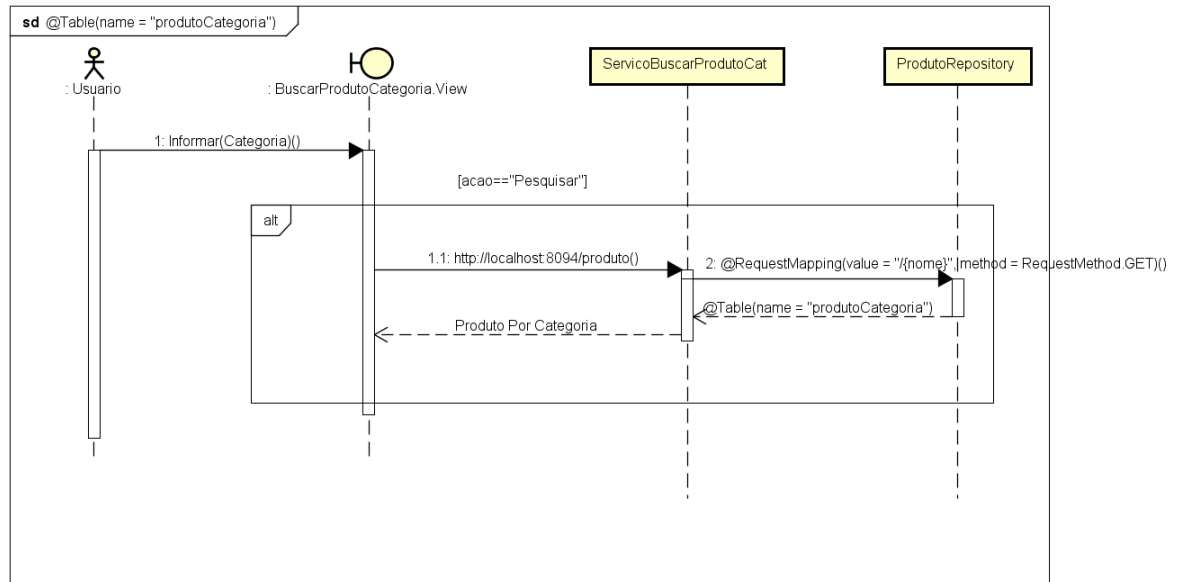 sd @Table(name = "produtoCategoria")
: Usuario
: BuscarProdutoCategoria.View
ServicoBuscarProdutoCat
ProdutoRepository
1: Informar(Categoria)()
[acao=="Pesquisar"]
alt
1.1: http://localhost:8094/produto()
2: @RequestMapping(value = "/{nome}", method = RequestMethod.GET)()
@Table(name = "produtoCategoria")
Produto Por Categoria